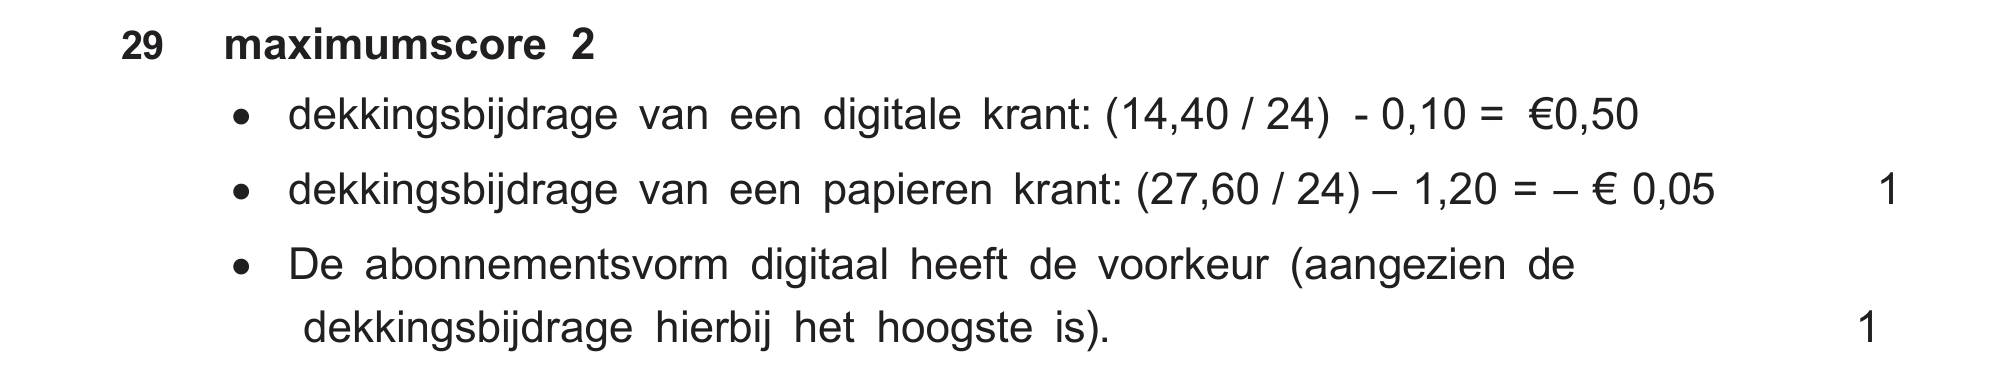 29 maximumscore 2
• dekkingsbijdrage van een digitale krant: (14,40 / 24) - 0,10 = €0,50
• dekkingsbijdrage van een papieren krant: (27,60 / 24) – 1,20 = – € 0,05 1
• De abonnementsvorm digitaal heeft de voorkeur (aangezien de
dekkingsbijdrage hierbij het hoogste is). 1